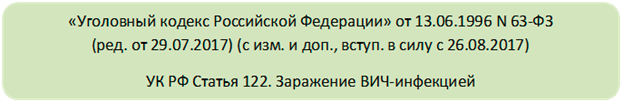 «Уголовный кодекс Российской Федерации» от 13.06.1996 N 63-ФЗ
(ред. от 29.07.2017) (с изм. и доп., вступ. в силу с 26.08.2017)
УК РФ Статья 122. Заражение ВИЧ-инфекцией